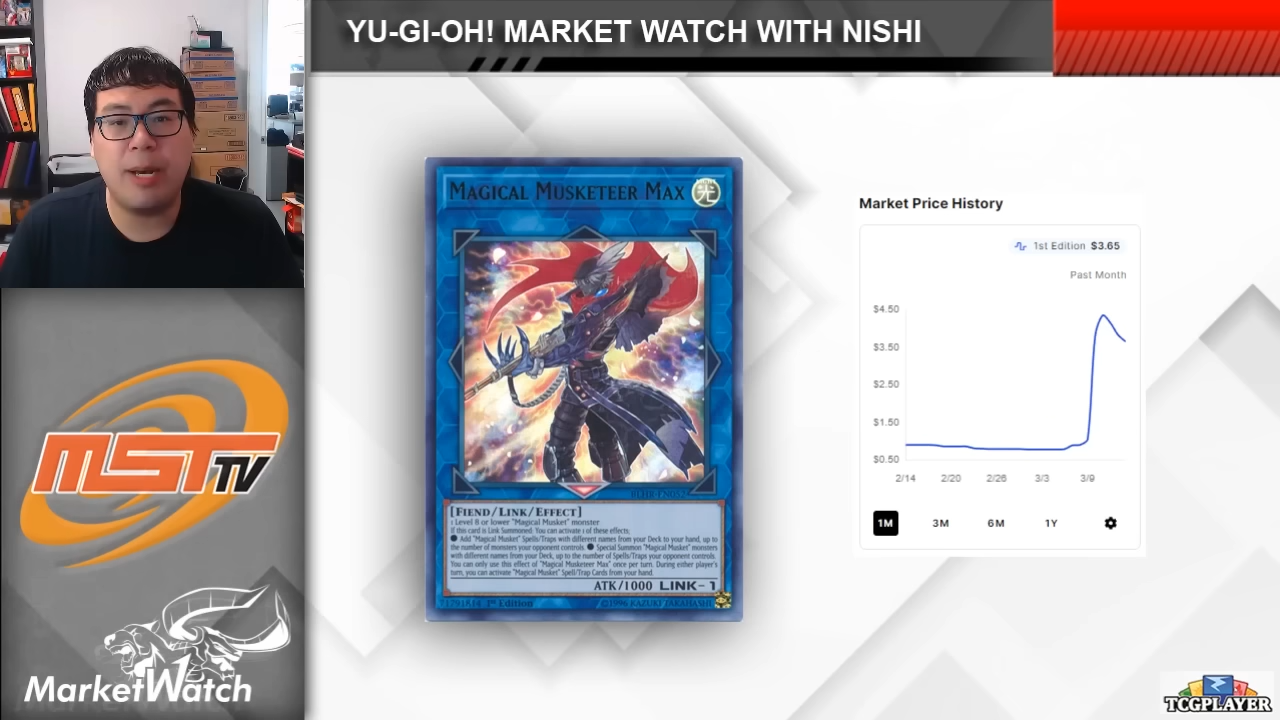 YU-GI-OH! MARKET WATCH WITH NISHI
MAGICAL MUSKETEER MAX
光
BLHR-EN052
[FIEND/LINK/EFFECT]
1 Level 8 or lower "Magical Musket" monster
If this card is Link Summoned: You can activate 1 of these effects;
● Add "Magical Musket" Spells/Traps with different names from your Deck to your hand, up to
the number of monsters your opponent controls. ● Special Summon "Magical Musket" monsters
with different names from your Deck, up to the number of Spells/Traps your opponent controls.
You can only use this effect of "Magical Musketeer Max" once per turn. During either player's
turn, you can activate "Magical Musket" Spell/Trap Cards from your hand.
ATK/1000 LINK-1
1st Edition
©1996 KAZUKI TAKAHASHI
Market Price History
1st Edition $3.65
Past Month
$4.50
$3.50
$2.50
$1.50
$0.50
2/14 2/20 2/26 3/3 3/9
1M 3M 6M 1Y
MST TV
MarketWatch
TCGPLAYER